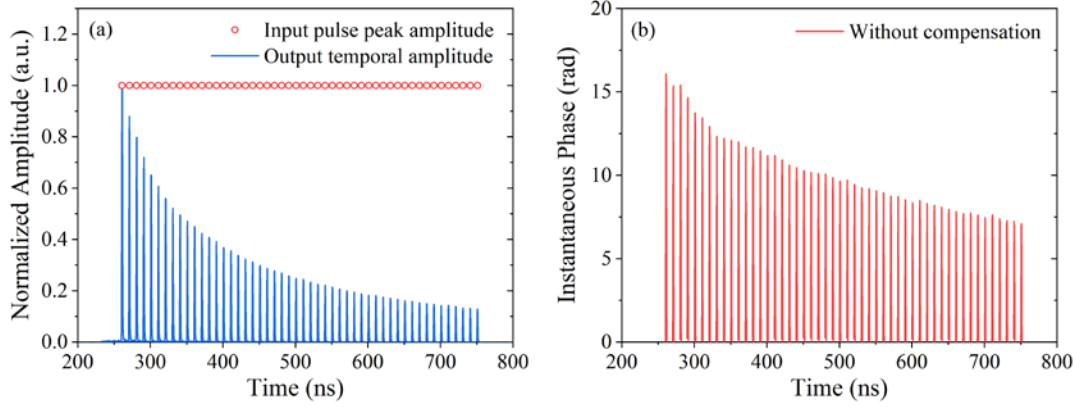 (a)
Input pulse peak amplitude
Output temporal amplitude
Normalized Amplitude (a.u.)
1.2
1.0
0.8
0.6
0.4
0.2
0.0
200 300 400 500 600 700 800
Time (ns)
(b)
Without compensation
Instantaneous Phase (rad)
20
15
10
5
0
200 300 400 500 600 700 800
Time (ns)